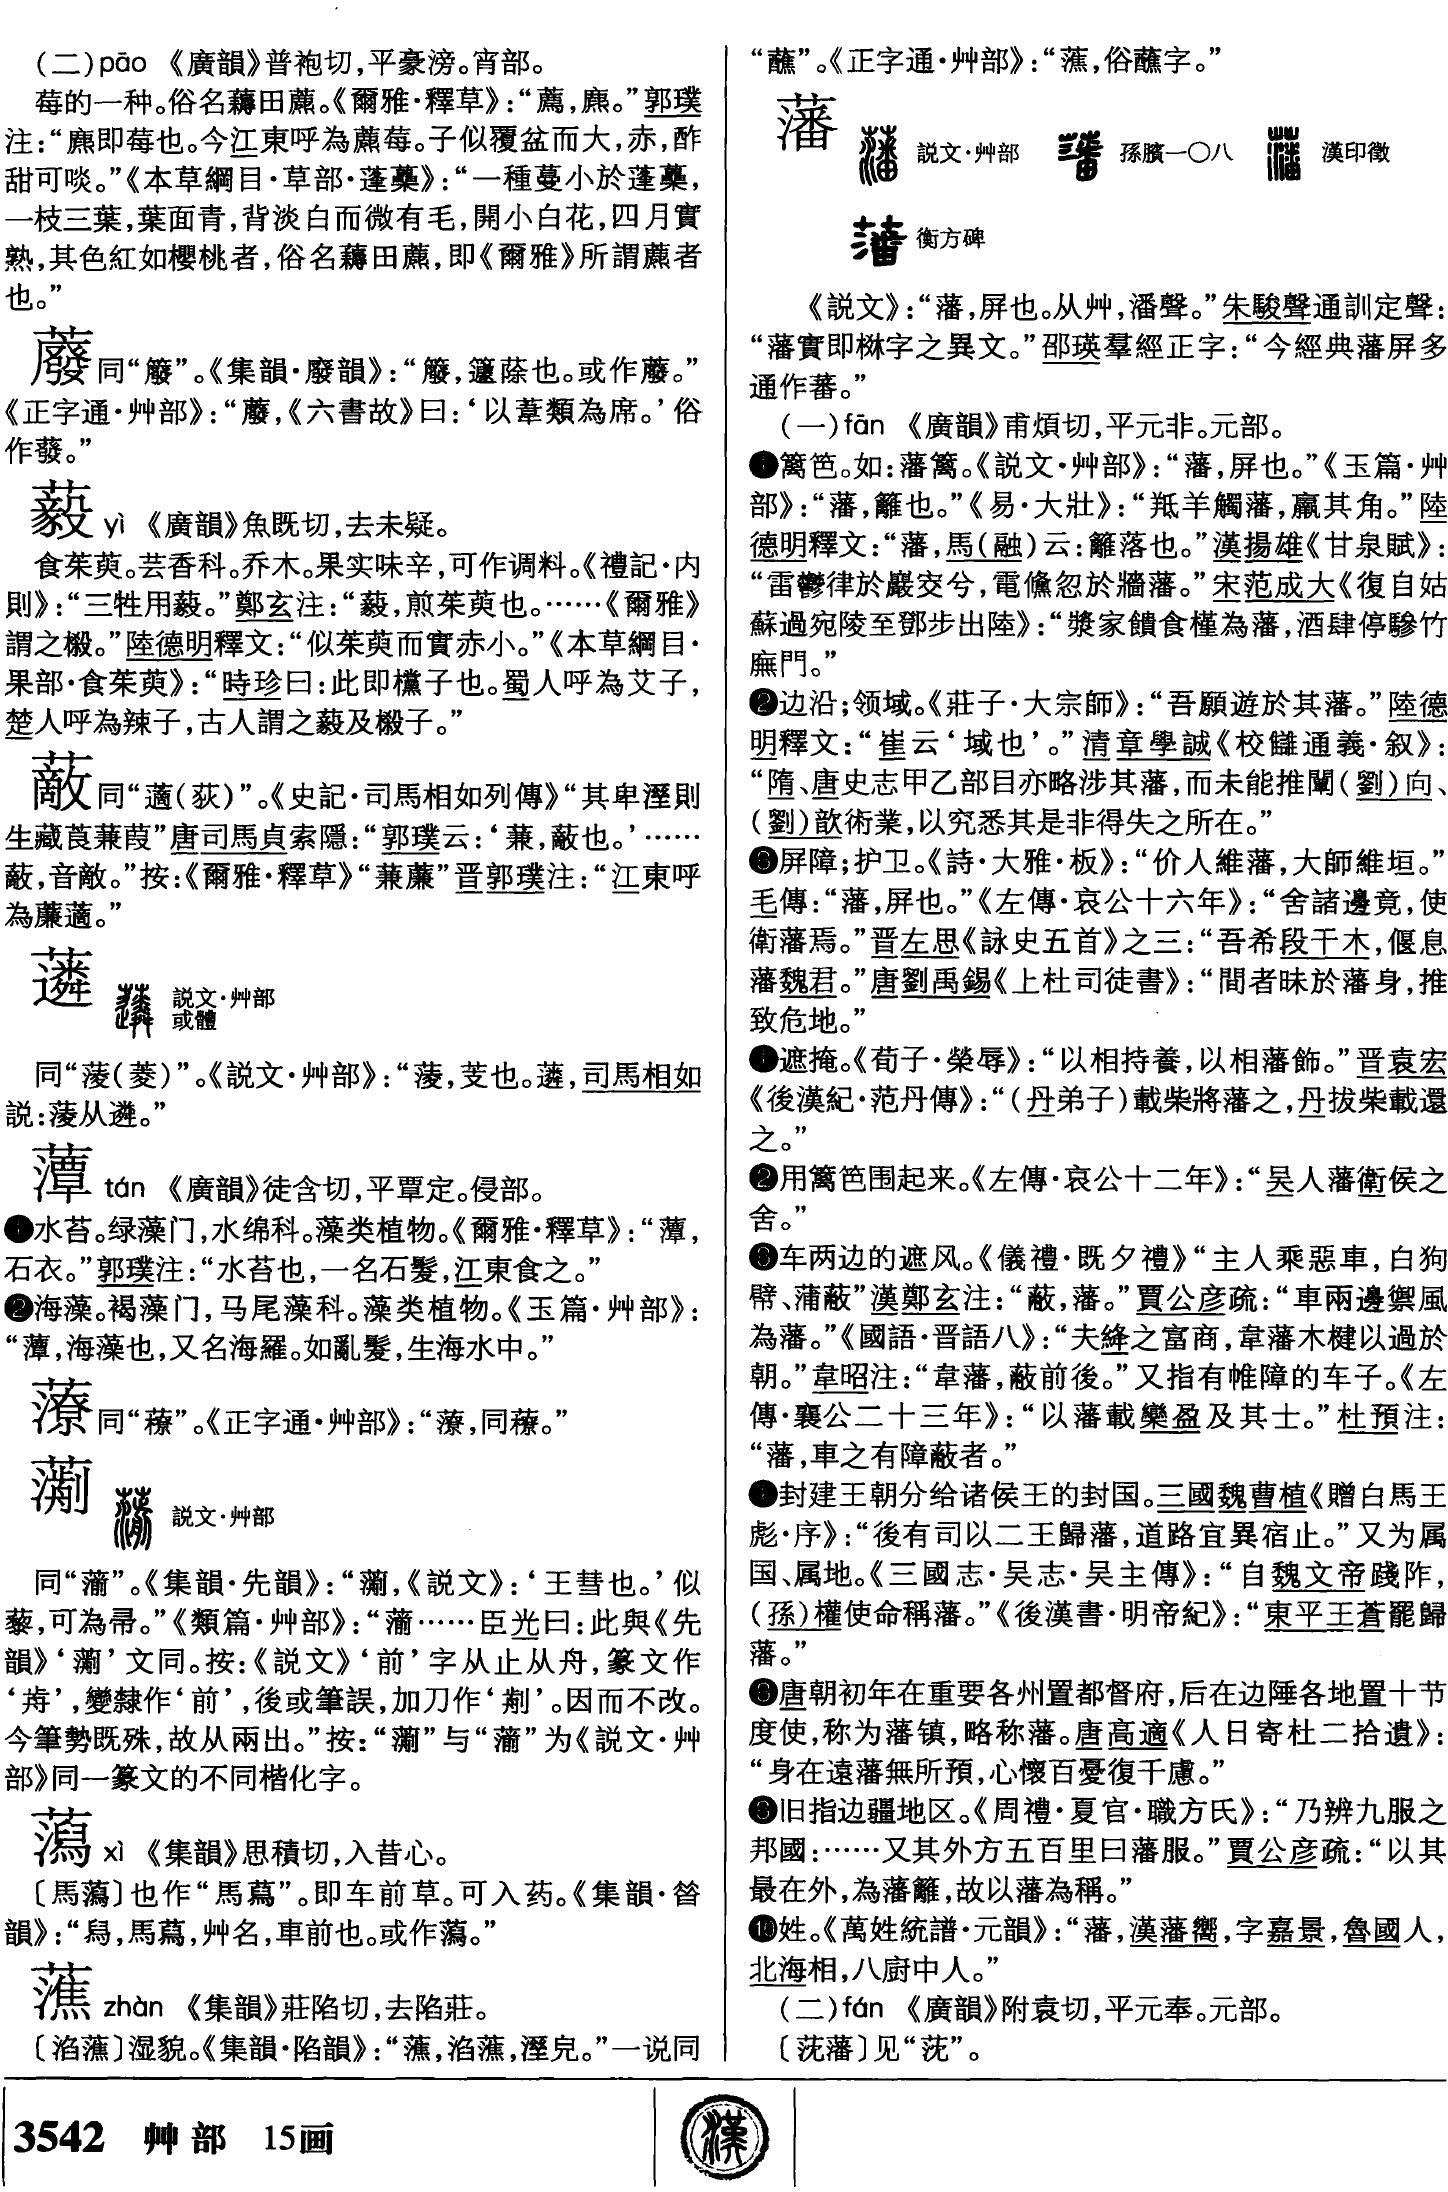 (二)pāo 《廣韻》普袍切,平豪滂。宵部。
莓的一种。俗名薅田藨。《爾雅·釋草》:“藨,麃。”郭璞
注:“麃即莓也。今江東呼為藨莓。子似覆盆而大,赤,酢
甜可啖。”《本草綱目·草部·蓬虆》:“一種蔓小於蓬虆,
一枝三葉,葉面青,背淡白而微有毛,開小白花,四月實
熟,其色紅如櫻桃者,俗名薅田藨,即《爾雅》所謂藨者
也。”
同“籏”。《集韻·廢韻》:“,籧蒢也。或作。”
《正字通·艸部》:“,《六書故》曰:‘以葦類為席。’俗
作蕟。”
藙 yì 《廣韻》魚既切,去未疑。
食茱萸。芸香科。乔木。果实味辛,可作调料。《禮記·内
則》:“三牲用藙。”鄭玄注:“藙,煎茱萸也。……《爾雅》
謂之榝。”陸德明釋文:“似茱萸而實赤小。”《本草綱目·
果部·食茱萸》:“時珍曰:此即欓子也。蜀人呼為艾子,
楚人呼為辣子,古人謂之藙及榝子。”
藡同“藡(荻)”。《史記·司馬相如列傳》“其卑溼則
生藏莨蒹葭”唐司馬貞索隱:“郭璞云:‘蒹,也。’……
,音敵。”按:《爾雅·釋草》“蒹薕”晋郭璞注:“江東呼
為薕藡。”
説文·艸部
或體
同“蔆(菱)”。《説文·艸部》:“蔆,芰也。,司馬相如
説:蔆从遴。”
藫 tán 《廣韻》徒含切,平覃定。侵部。
❶水苔。绿藻门,水绵科。藻类植物。《爾雅·釋草》:“藫,
石衣。”郭璞注:“水苔也,一名石髮,江東食之。”
❷海藻。褐藻门,马尾藻科。藻类植物。《玉篇·艸部》:
“藫,海藻也,又名海羅。如亂髮,生海水中。”
同“藔”。《正字通·艸部》:“,同藔。”
説文·艸部
同“湔”。《集韻·先韻》:“,《説文》:‘王彗也。’似
藜,可為帚。”《類篇·艸部》:“……臣光曰:此與《先
韻》‘’文同。按:《説文》‘前’字从止从舟,篆文作
‘歬’,變隸作‘前’,後或筆誤,加刀作‘剪’。因而不改。
今筆勢既殊,故从兩出。”按:“”与“”为《説文·艸
部》同一篆文的不同楷化字。
藛 xì 《集韻》思積切,入昔心。
〔馬藛〕也作“馬蕮”。即车前草。可入药。《集韻·㫺
韻》:“舄,馬蕮,艸名,車前也。或作藛。”
zhàn 《集韻》莊陷切,去陷莊。
〔淊〕湿貌。《集韻·陷韻》:“,淊,溼皃。”一说同
“蘸”。《正字通·艸部》:“,俗蘸字。”
藩 説文·艸部 孫臏一〇八 漢印徵
衡方碑
《説文》:“藩,屏也。从艸,潘聲。”朱駿聲通訓定聲:
“藩實即棥字之異文。”邵瑛羣經正字:“今經典藩屏多
通作蕃。”
(一)fān 《廣韻》甫煩切,平元非。元部。
❶篱笆。如:藩篱。《説文·艸部》:“藩,屏也。”《玉篇·艸
部》:“藩,籬也。”《易·大壯》:“羝羊觸藩,羸其角。”陸
德明釋文:“藩,馬(融)云:籬落也。”漢揚雄《甘泉賦》:
“雷鬱律於巖窔兮,電儵忽於牆藩。”宋范成大《復自姑
蘇過宛陵至鄧步出陸》:“漿家饋食槿為藩,酒肆停驂竹
廡門。”
❷边沿;领域。《莊子·大宗師》:“吾願遊於其藩。”陸德
明釋文:“崔云‘域也’。”清章學誠《校讎通義·叙》:
“隋、唐史志甲乙部目亦略涉其藩,而未能推闡(劉)向、
(劉)歆術業,以究悉其是非得失之所在。”
❸屏障;护卫。《詩·大雅·板》:“价人維藩,大師維垣。”
毛傳:“藩,屏也。”《左傳·哀公十六年》:“舍諸邊竟,使
衛藩焉。”晋左思《詠史五首》之三:“吾希段干木,偃息
藩魏君。”唐劉禹錫《上杜司徒書》:“間者昧於藩身,推
致危地。”
❹遮掩。《荀子·榮辱》:“以相持養,以相藩飾。”晋袁宏
《後漢紀·范丹傳》:“(丹弟子)載柴將藩之,丹拔柴載還
之。”
❺用篱笆围起来。《左傳·哀公十二年》:“吴人藩衛侯之
舍。”
❻车两边的遮风。《儀禮·既夕禮》“主人乘惡車,白狗
幦、蒲蔽”漢鄭玄注:“蔽,藩。”賈公彦疏:“車兩邊禦風
為藩。”《國語·晋語八》:“夫絳之富商,韋藩木楗以過於
朝。”韋昭注:“韋藩,蔽前後。”又指有帷障的车子。《左
傳·襄公二十三年》:“以藩載欒盈及其士。”杜預注:
“藩,車之有障蔽者。”
❼封建王朝分给诸侯王的封国。三國魏曹植《贈白馬王
彪·序》:“後有司以二王歸藩,道路宜異宿止。”又为属
国、属地。《三國志·吴志·吴主傳》:“自魏文帝踐阼,
(孫)權使命稱藩。”《後漢書·明帝紀》:“東平王蒼罷歸
藩。”
❽唐朝初年在重要各州置都督府,后在边陲各地置十节
度使,称为藩镇,略称藩。唐高適《人日寄杜二拾遺》:
“身在遠藩無所預,心懷百憂復千慮。”
❾旧指边疆地区。《周禮·夏官·職方氏》:“乃辨九服之
邦國:……又其外方五百里曰藩服。”賈公彦疏:“以其
最在外,為藩籬,故以藩為稱。”
❿姓。《萬姓統譜·元韻》:“藩,漢藩嚮,字嘉景,魯國人,
北海相,八廚中人。”
(二)fán 《廣韻》附袁切,平元奉。元部。
〔茺藩〕见“茺”。
3542 艸部 15画
漢